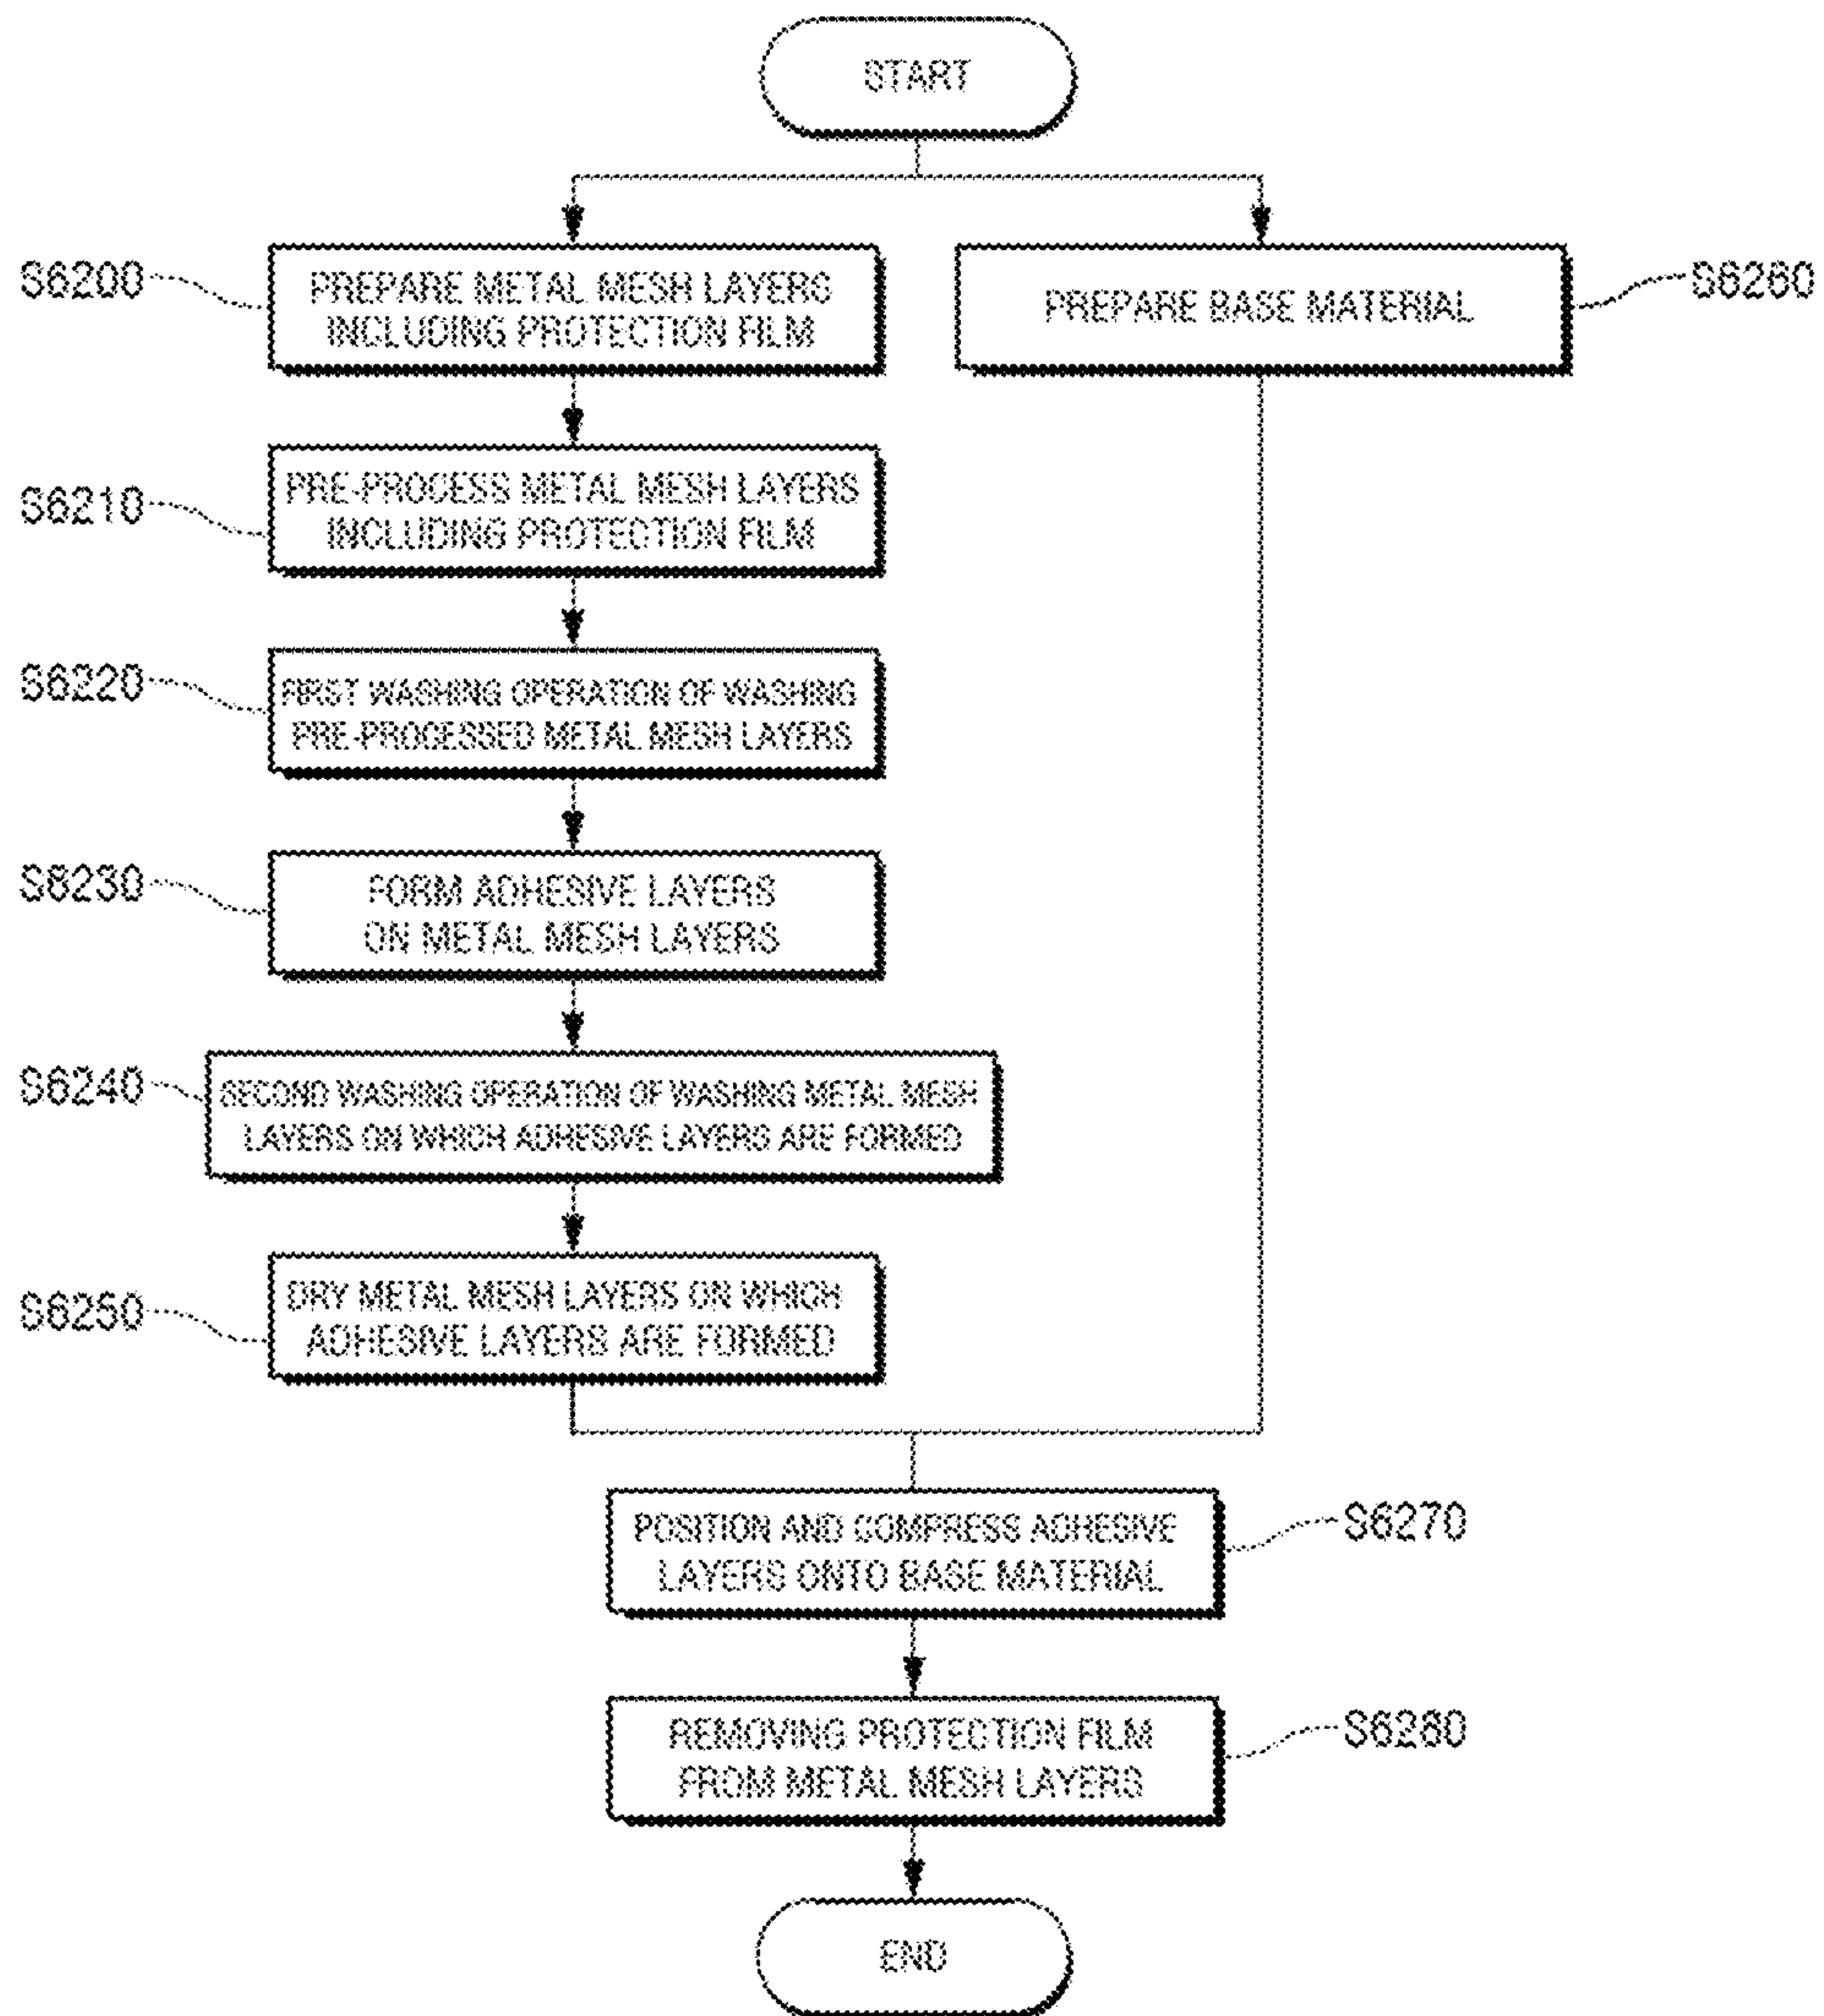 START
S6200
PREPARE METAL MESH LAYERS
INCLUDING PROTECTION FILM
PREPARE BASE MATERIAL
S6260
S6210
PRE-PROCESS METAL MESH LAYERS
INCLUDING PROTECTION FILM
S6220
FIRST WASHING OPERATION OF WASHING
PRE-PROCESSED METAL MESH LAYERS
S6230
FORM ADHESIVE LAYERS
ON METAL MESH LAYERS
S6240
SECOND WASHING OPERATION OF WASHING METAL MESH
LAYERS ON WHICH ADHESIVE LAYERS ARE FORMED
S6250
DRY METAL MESH LAYERS ON WHICH
ADHESIVE LAYERS ARE FORMED
POSITION AND COMPRESS ADHESIVE
LAYERS ONTO BASE MATERIAL
S6270
REMOVING PROTECTION FILM
FROM METAL MESH LAYERS
S6280
END